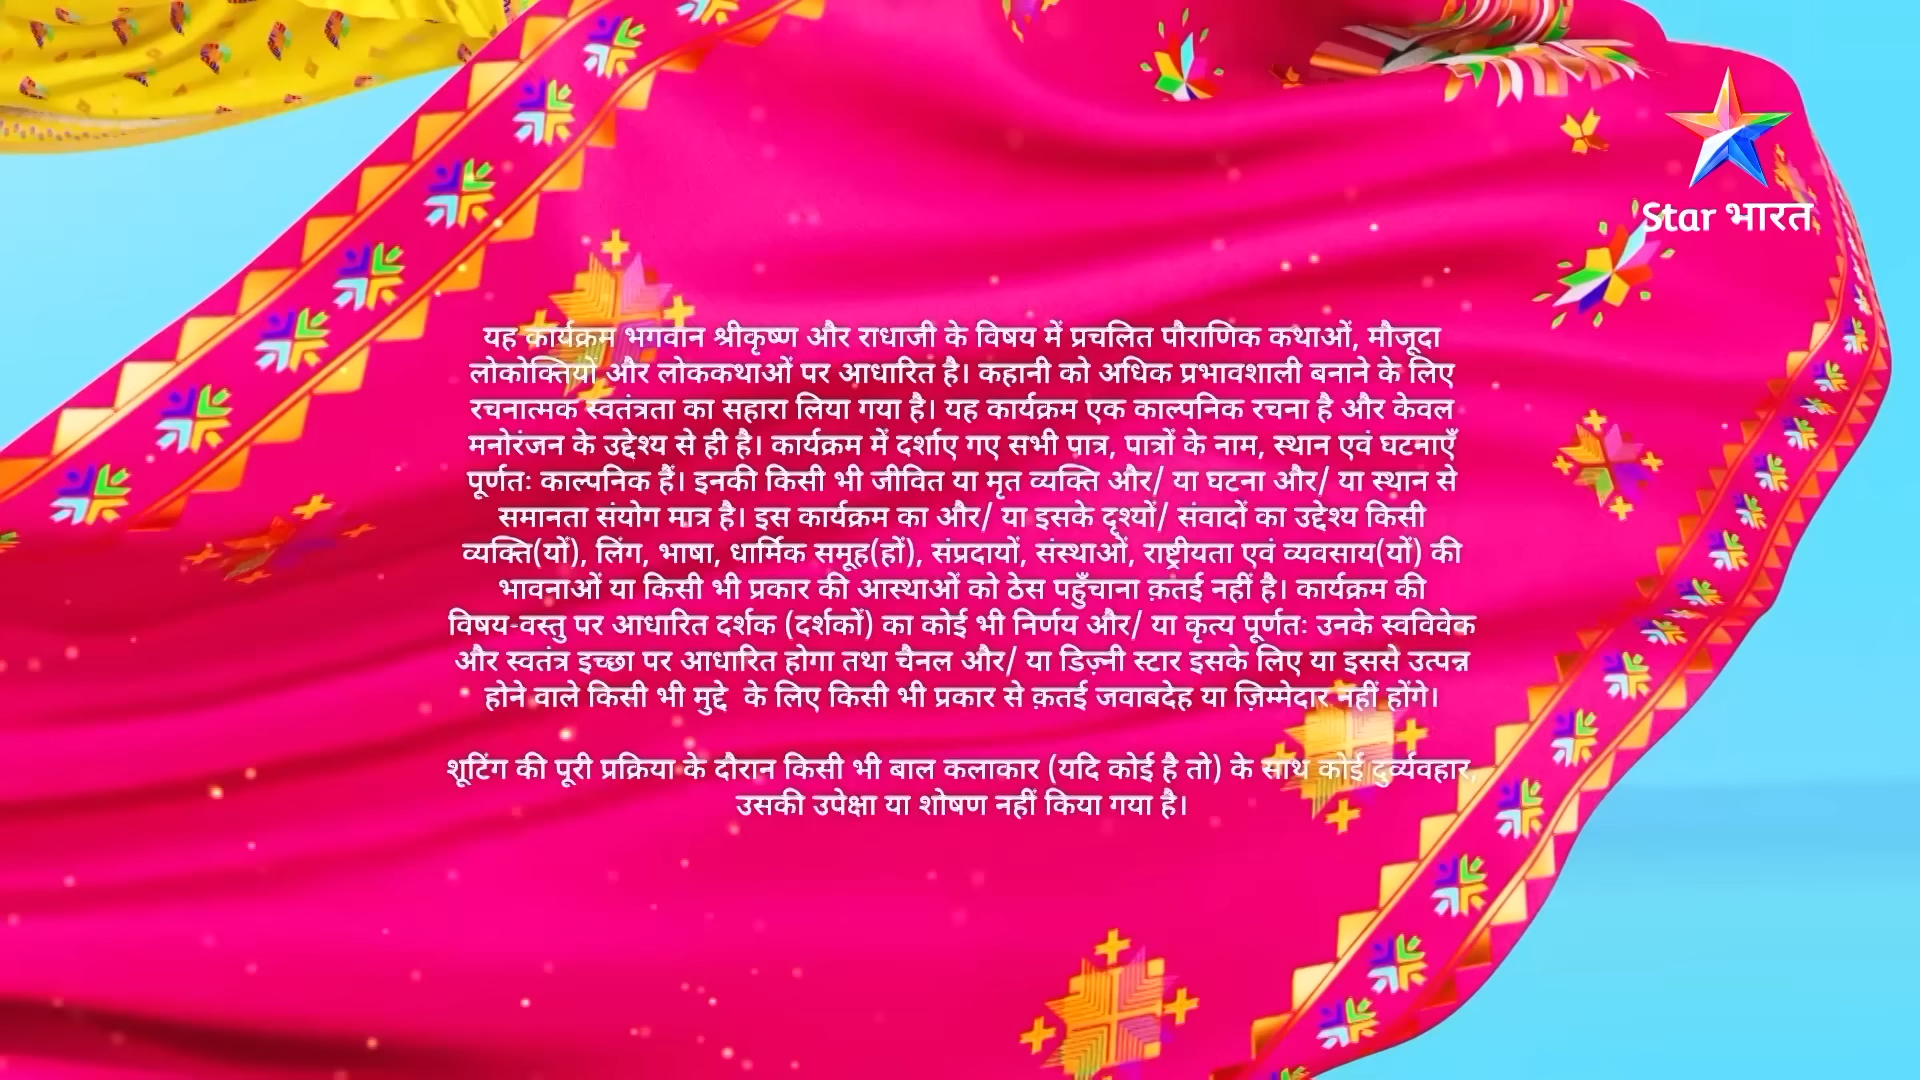 Star भारत
यह कार्यक्रम भगवान श्रीकृष्ण और राधाजी के विषय में प्रचलित पौराणिक कथाओं, मौजूदा
लोकोक्तियों और लोककथाओं पर आधारित है। कहानी को अधिक प्रभावशाली बनाने के लिए
रचनात्मक स्वतंत्रता का सहारा लिया गया है। यह कार्यक्रम एक काल्पनिक रचना है और केवल
मनोरंजन के उद्देश्य से ही है। कार्यक्रम में दर्शाए गए सभी पात्र, पात्रों के नाम, स्थान एवं घटनाएँ
पूर्णतः काल्पनिक हैं। इनकी किसी भी जीवित या मृत व्यक्ति और/ या घटना और/ या स्थान से
समानता संयोग मात्र है। इस कार्यक्रम का और/ या इसके दृश्यों/ संवादों का उद्देश्य किसी
व्यक्ति(यों), लिंग, भाषा, धार्मिक समूह(हों), संप्रदायों, संस्थाओं, राष्ट्रीयता एवं व्यवसाय(यों) की
भावनाओं या किसी भी प्रकार की आस्थाओं को ठेस पहुँचाना क़तई नहीं है। कार्यक्रम की
विषय-वस्तु पर आधारित दर्शक (दर्शकों) का कोई भी निर्णय और/ या कृत्य पूर्णतः उनके स्वविवेक
और स्वतंत्र इच्छा पर आधारित होगा तथा चैनल और/ या डिज़्नी स्टार इसके लिए या इससे उत्पन्न
होने वाले किसी भी मुद्दे के लिए किसी भी प्रकार से क़तई जवाबदेह या ज़िम्मेदार नहीं होंगे।
शूटिंग की पूरी प्रक्रिया के दौरान किसी भी बाल कलाकार (यदि कोई है तो) के साथ कोई दुर्व्यवहार,
उसकी उपेक्षा या शोषण नहीं किया गया है।